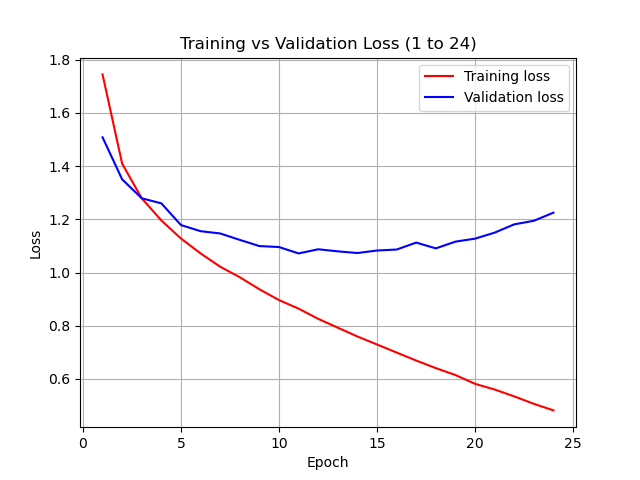 Training vs Validation Loss (1 to 24)
Training loss
Validation loss
Loss
1.8
1.6
1.4
1.2
1.0
0.8
0.6
0
5
10
15
20
25
Epoch